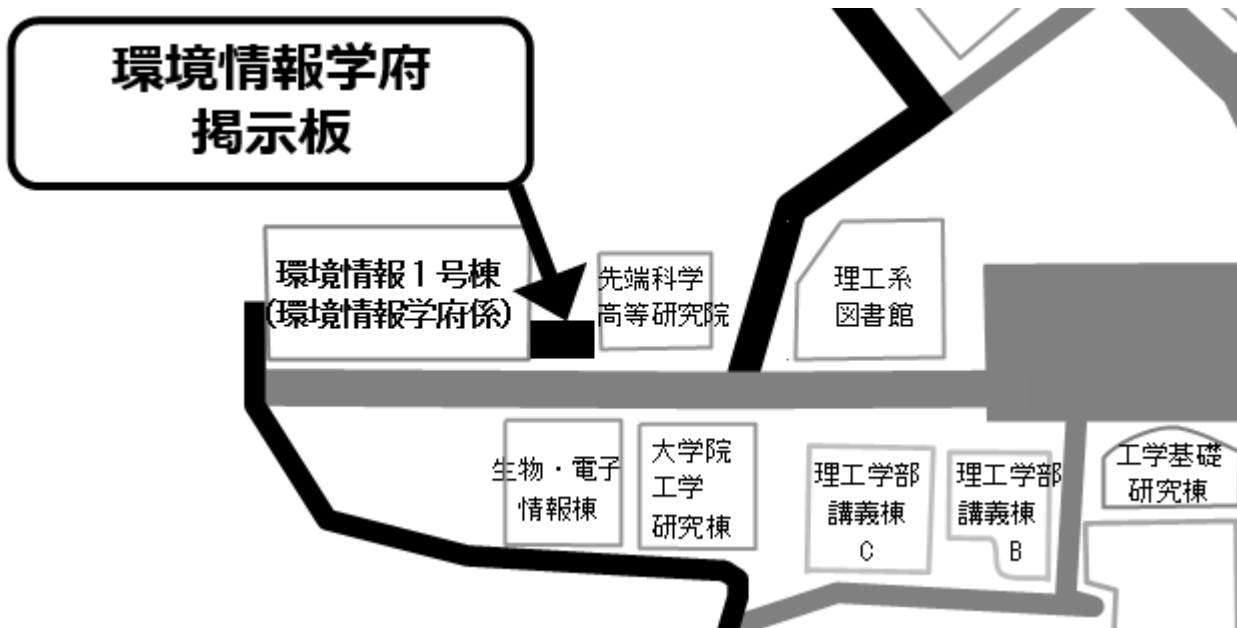 環境情報学府
掲示板
環境情報1号棟
(環境情報学府係)
先端科学
高等研究院
理工系
図書館
生物・電子
情報棟
大学院
工学
研究棟
理工学部
講義棟
C
理工学部
講義棟
B
工学基礎
研究棟